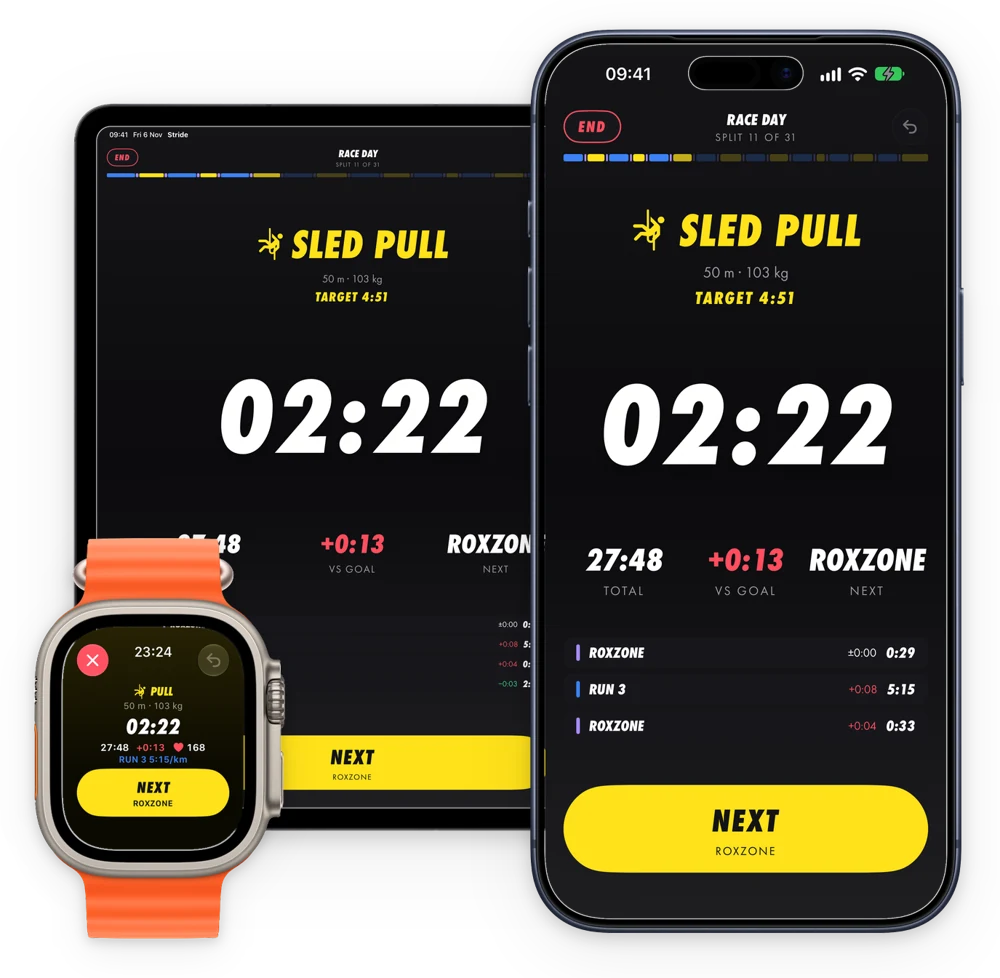 09:41 Fri 6 Nov Stride
END
RACE DAY
SPLIT 11 OF 31
SLED PULL
50 m · 103 kg
TARGET 4:51
02:22
+0:13
VS GOAL
NEXT
±0:00
+0:08
+0:04
+0:03
NEXT
ROXZONE
09:41
END
RACE DAY
SPLIT 11 OF 31
SLED PULL
50 m · 103 kg
TARGET 4:51
02:22
27:48 +0:13 ROXZONE
TOTAL VS GOAL NEXT
ROXZONE ±0:00 0:29
RUN 3 +0:08 5:15
ROXZONE +0:04 0:33
NEXT
ROXZONE
23:24
PULL
50 m · 103 kg
02:22
27:48 +0:13 168
RUN 3 5:15/km
NEXT
ROXZONE